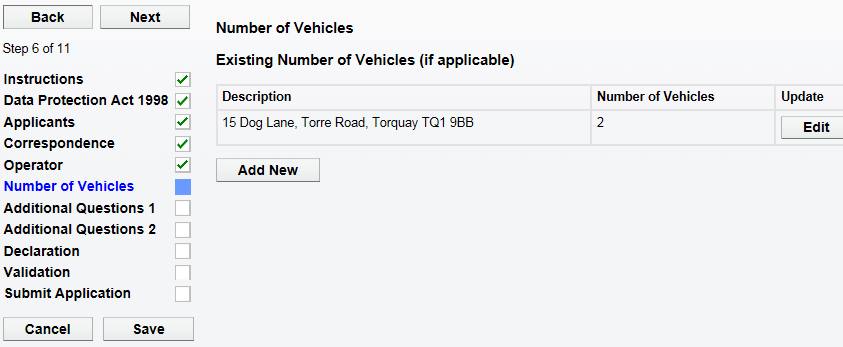 Back Next
Step 6 of 11
Instructions
Data Protection Act 1998
Applicants
Correspondence
Operator
Number of Vehicles
Additional Questions 1
Additional Questions 2
Declaration
Validation
Submit Application
Cancel Save
Number of Vehicles
Existing Number of Vehicles (if applicable)
Description Number of Vehicles Update
15 Dog Lane, Torre Road, Torquay TQ1 9BB 2 Edit
Add New